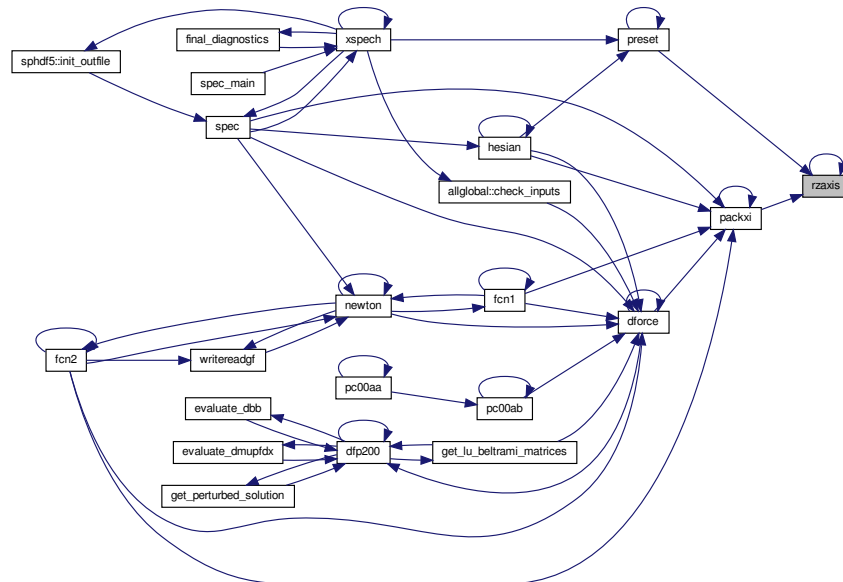 final_diagnostics
xspech
preset
sphdf5::init_outfile
spec_main
spec
hesian
allglobal::check_inputs
rzaxis
packxi
newton
fcn1
dforce
fcn2
writereadgf
pc00aa
pc00ab
evaluate_dbb
evaluate_dmupfdx
dfp200
get_lu_beltrami_matrices
get_perturbed_solution